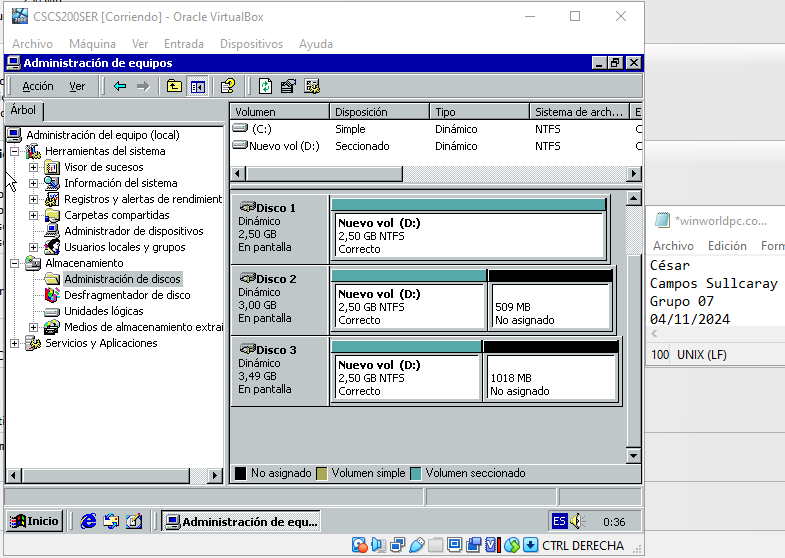 CSCS200SER [Corriendo] - Oracle VirtualBox
Archivo Máquina Ver Entrada Dispositivos Ayuda
Administración de equipos
Acción Ver
Árbol
Administración del equipo (local)
Herramientas del sistema
Visor de sucesos
Información del sistema
Registros y alertas de rendimient
Carpetas compartidas
Administrador de dispositivos
Usuarios locales y grupos
Almacenamiento
Administración de discos
Desfragmentador de disco
Unidades lógicas
Medios de almacenamiento extrai
Servicios y Aplicaciones
Volumen Disposición Tipo Sistema de arch... E
(C:) Simple Dinámico NTFS C
Nuevo vol (D:) Seccionado Dinámico NTFS C
Disco 1
Dinámico
2,50 GB
En pantalla
Nuevo vol (D:)
2,50 GB NTFS
Correcto
Disco 2
Dinámico
3,00 GB
En pantalla
Nuevo vol (D:)
2,50 GB NTFS
Correcto
509 MB
No asignado
Disco 3
Dinámico
3,49 GB
En pantalla
Nuevo vol (D:)
2,50 GB NTFS
Correcto
1018 MB
No asignado
No asignado Volumen simple Volumen seccionado
Inicio
Administración de equ...
ES
0:36
CTRL DERECHA
*winworldpc.co...
Archivo Edición Form
César
Campos Sullcaray
Grupo 07
04/11/2024
100 UNIX (LF)